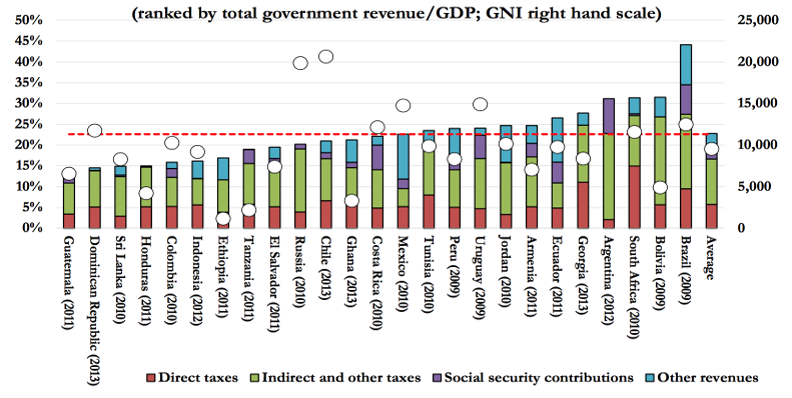 (ranked by total government revenue/GDP; GNI right hand scale)
50%
45%
40%
35%
30%
25%
20%
15%
10%
5%
0%
25,000
20,000
15,000
10,000
5,000
0
Guatemala (2011)
Dominican Republic (2013)
Sri Lanka (2010)
Honduras (2011)
Colombia (2010)
Indonesia (2012)
Ethiopia (2011)
Tanzania (2011)
El Salvador (2011)
Russia (2010)
Chile (2013)
Ghana (2013)
Costa Rica (2010)
Mexico (2010)
Tunisia (2010)
Peru (2009)
Uruguay (2009)
Jordan (2010)
Armenia (2011)
Ecuador (2011)
Georgia (2013)
Argentina (2012)
South Africa (2010)
Bolivia (2009)
Brazil (2009)
Average
Direct taxes
Indirect and other taxes
Social security contributions
Other revenues